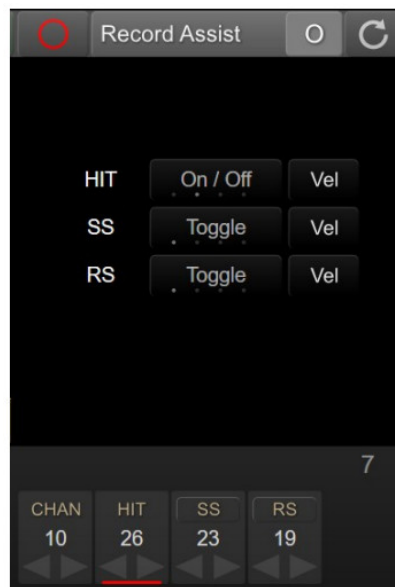 Record Assist O
HIT On / Off Vel
SS Toggle Vel
RS Toggle Vel
7
CHAN HIT SS RS
10 26 23 19